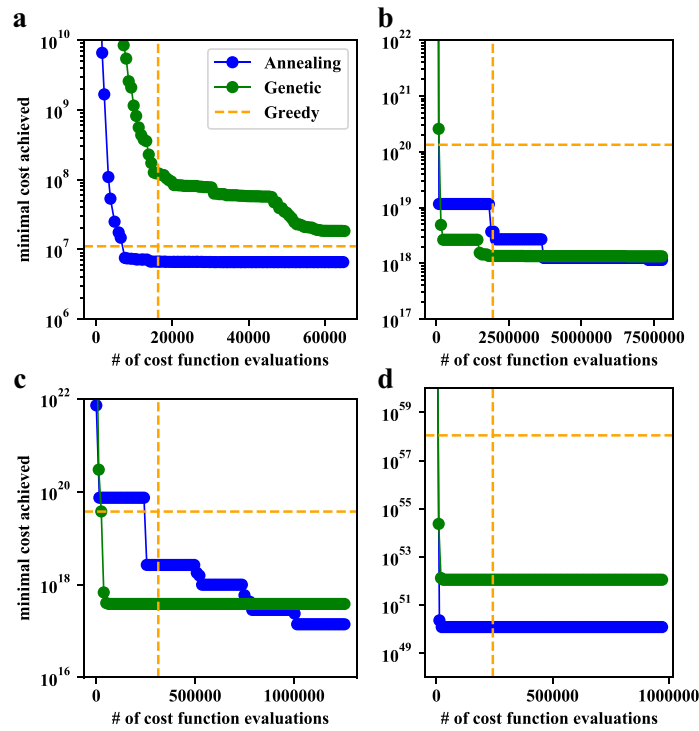 a
minimal cost achieved
10^10
10^9
10^8
10^7
10^6
Annealing
Genetic
Greedy
0 20000 40000 60000
# of cost function evaluations
b
10^22
10^21
10^20
10^19
10^18
10^17
0 2500000 5000000 7500000
# of cost function evaluations
c
minimal cost achieved
10^22
10^20
10^18
10^16
0 500000 1000000
# of cost function evaluations
d
10^59
10^57
10^55
10^53
10^51
10^49
0 500000 1000000
# of cost function evaluations